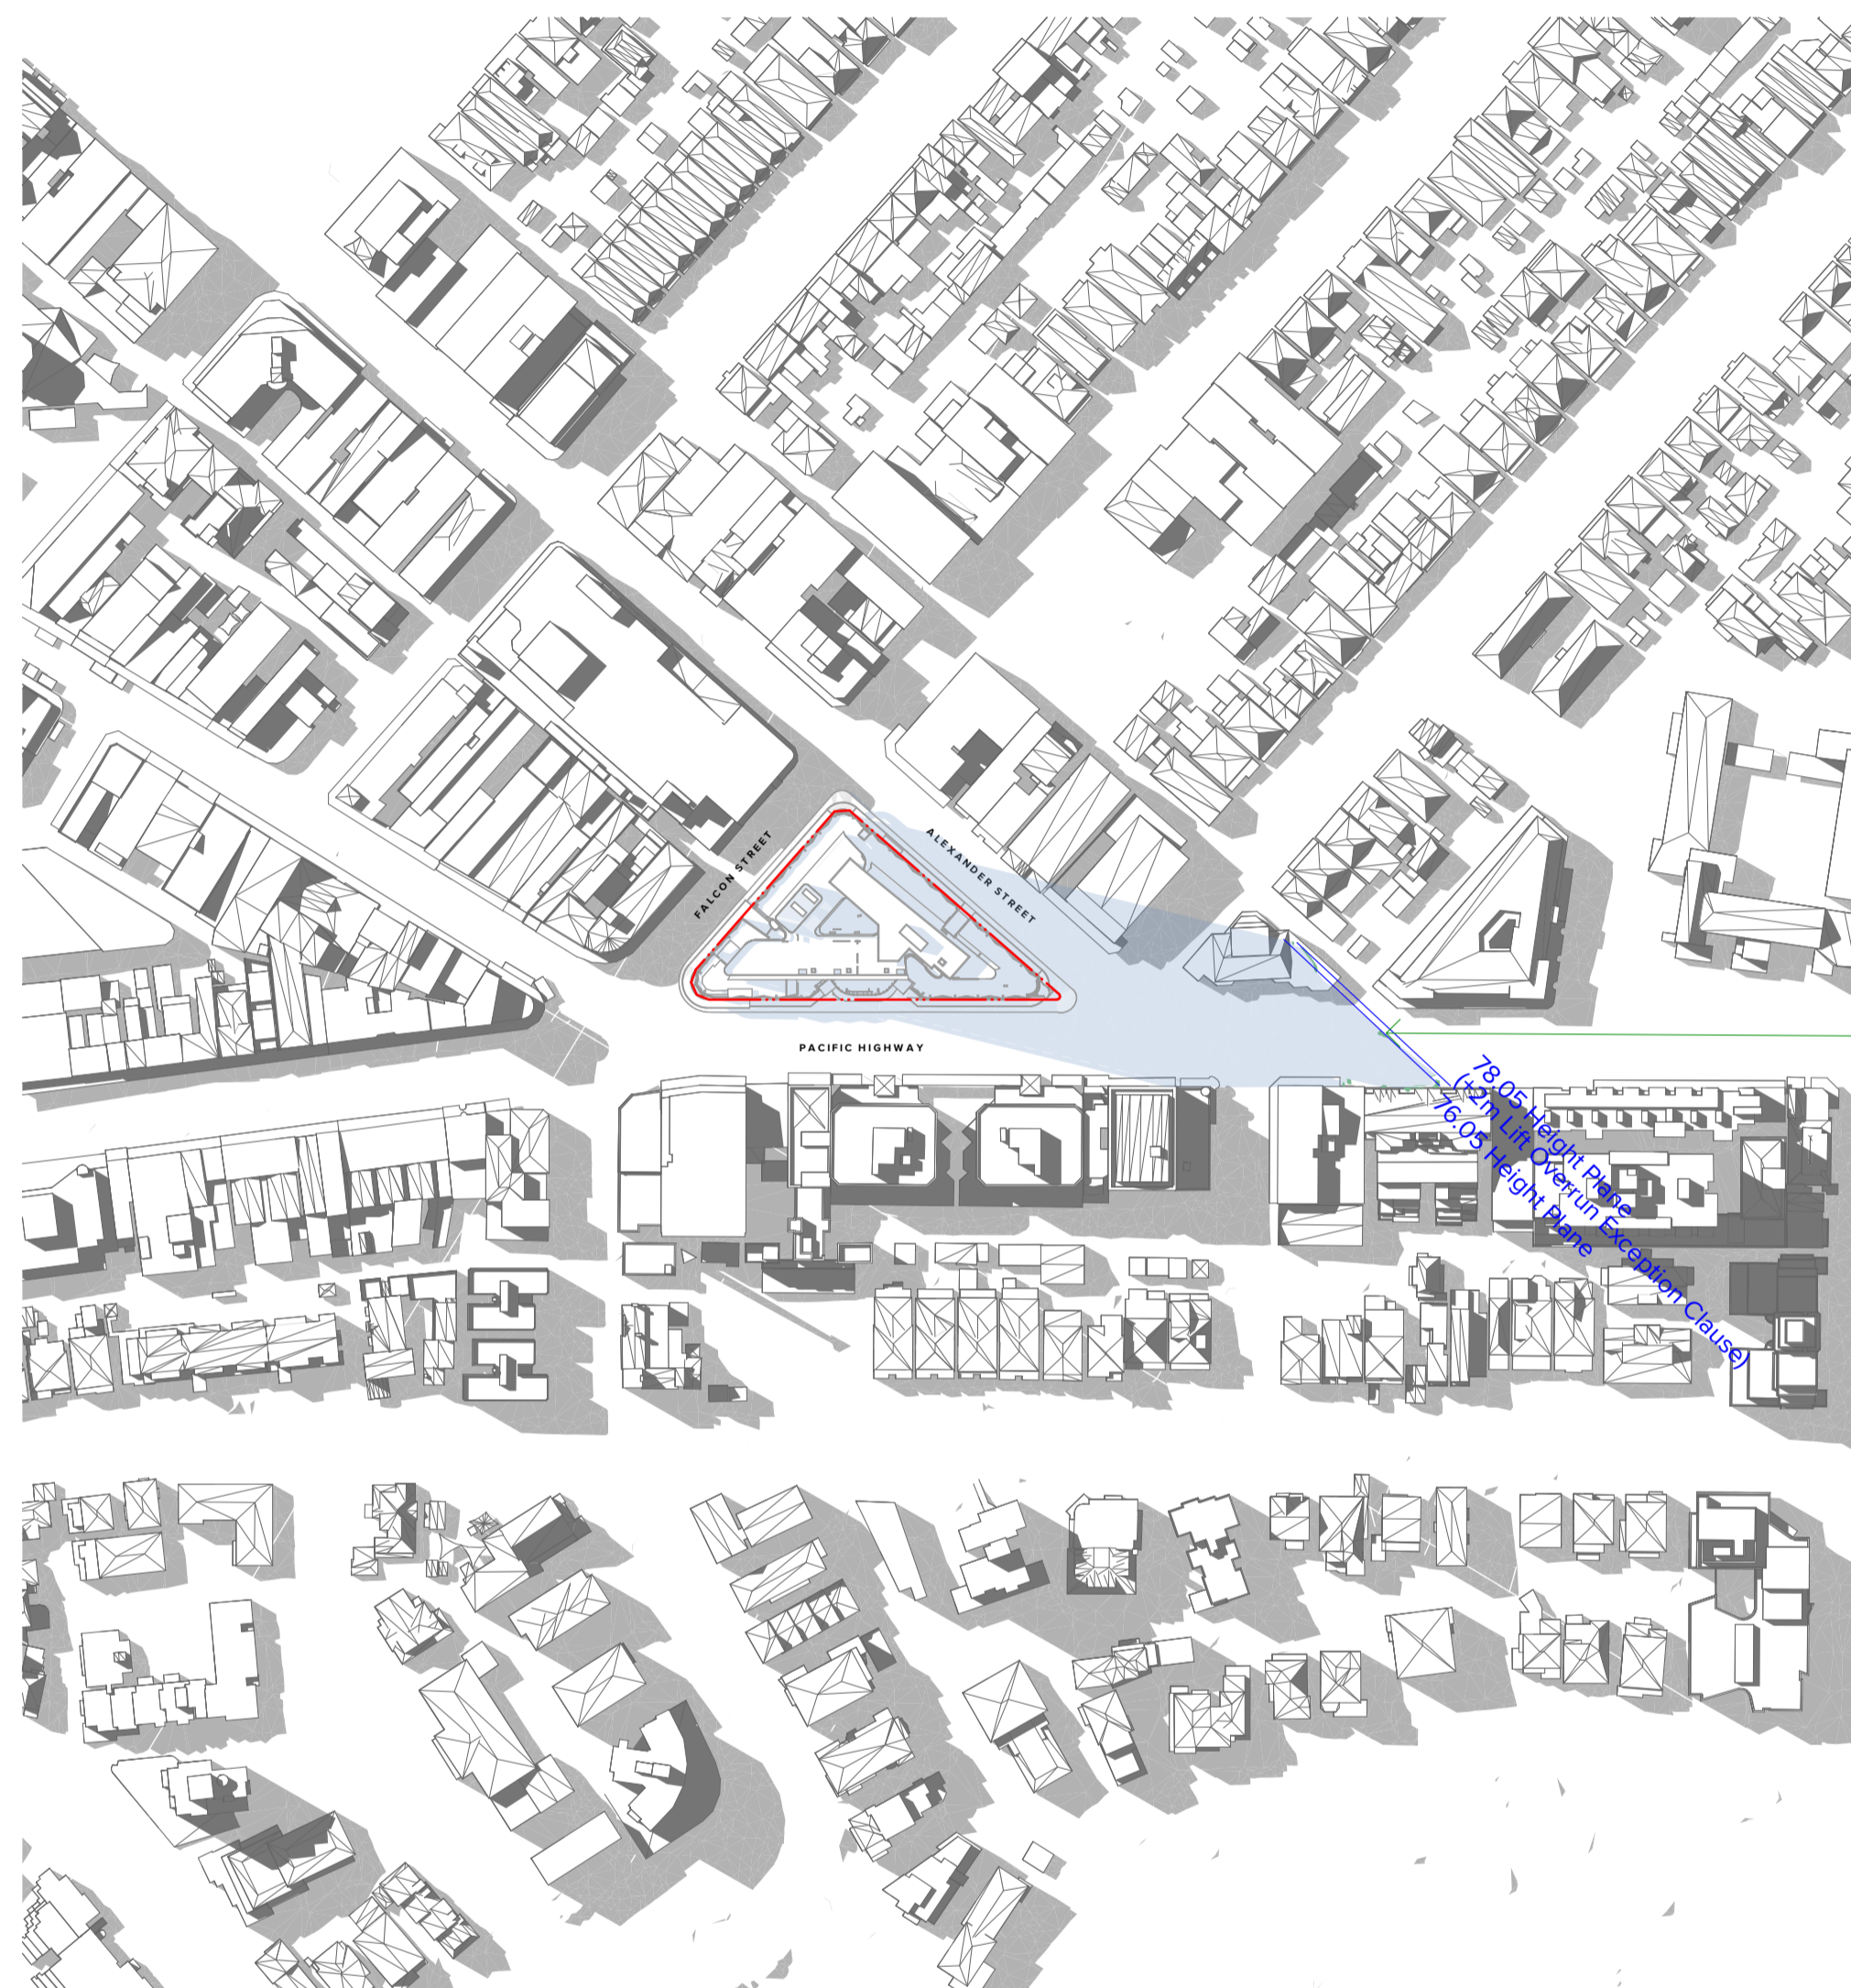 FALCON STREET
ALEXANDER STREET
PACIFIC HIGHWAY
78.05 Height Plane
(+2m Lift Overrun Exception Clause)
76.05 Height Plane